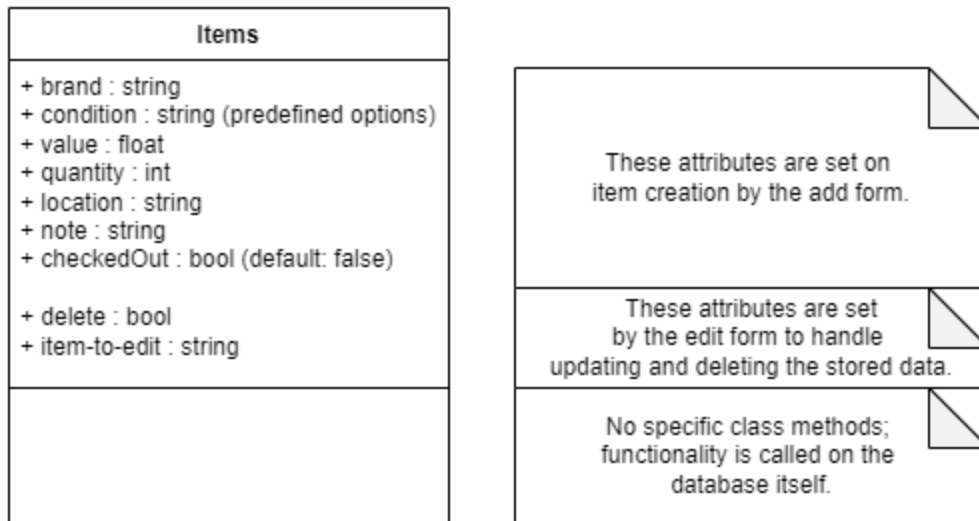 Items
+ brand : string
+ condition : string (predefined options)
+ value : float
+ quantity : int
+ location : string
+ note : string
+ checkedOut : bool (default: false)
+ delete : bool
+ item-to-edit : string
These attributes are set on
item creation by the add form.
These attributes are set
by the edit form to handle
updating and deleting the stored data.
No specific class methods;
functionality is called on the
database itself.